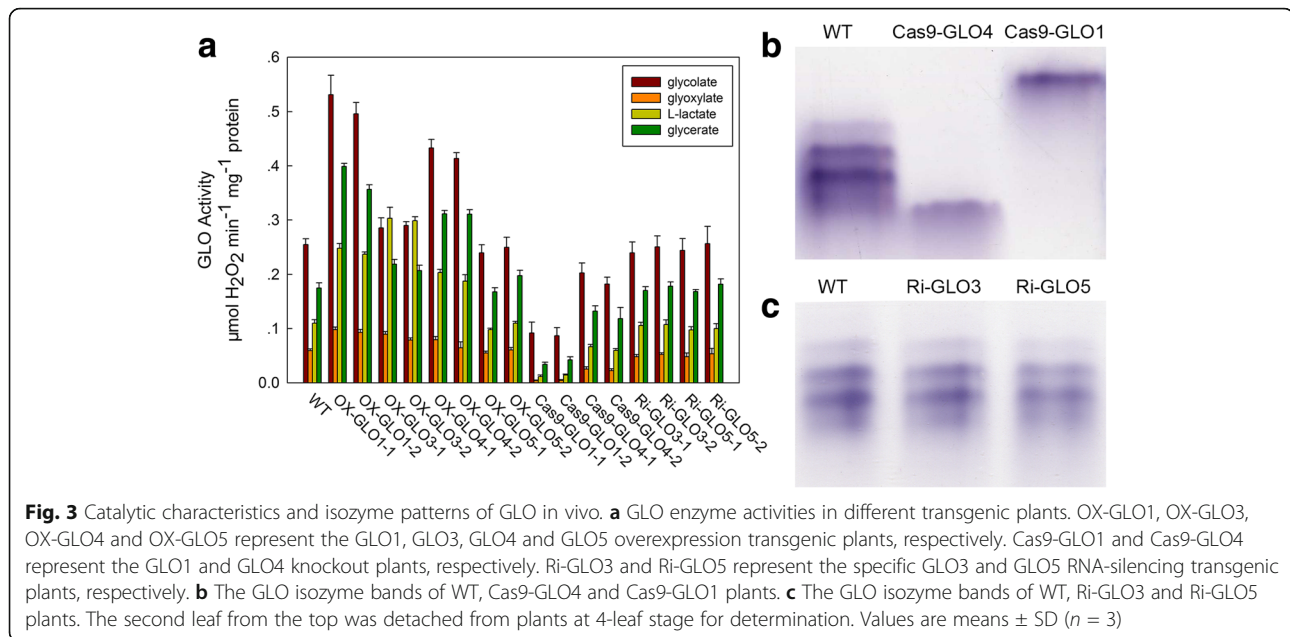 a
GLO Activity
µmol H₂O₂ min⁻¹ mg⁻¹ protein
.6
.5
.4
.3
.2
.1
0.0
glycolate
glyoxylate
L-lactate
glycerate
WT
OX-GLO1-1
OX-GLO1-2
OX-GLO3-1
OX-GLO3-2
OX-GLO4-1
OX-GLO4-2
OX-GLO5-1
OX-GLO5-2
Cas9-GLO1-1
Cas9-GLO1-2
Cas9-GLO4-1
Cas9-GLO4-2
Ri-GLO3-1
Ri-GLO3-2
Ri-GLO5-1
Ri-GLO5-2
b
WT Cas9-GLO4 Cas9-GLO1
c
WT Ri-GLO3 Ri-GLO5
Fig. 3 Catalytic characteristics and isozyme patterns of GLO in vivo. a GLO enzyme activities in different transgenic plants. OX-GLO1, OX-GLO3,
OX-GLO4 and OX-GLO5 represent the GLO1, GLO3, GLO4 and GLO5 overexpression transgenic plants, respectively. Cas9-GLO1 and Cas9-GLO4
represent the GLO1 and GLO4 knockout plants, respectively. Ri-GLO3 and Ri-GLO5 represent the specific GLO3 and GLO5 RNA-silencing transgenic
plants, respectively. b The GLO isozyme bands of WT, Cas9-GLO4 and Cas9-GLO1 plants. c The GLO isozyme bands of WT, Ri-GLO3 and Ri-GLO5
plants. The second leaf from the top was detached from plants at 4-leaf stage for determination. Values are means ± SD (n = 3)